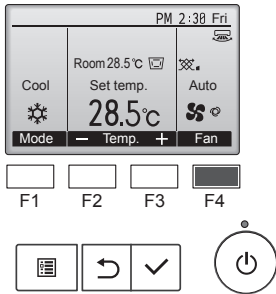 PM 2:30 Fri
Room 28.5℃
Cool Set temp. Auto
28.5℃
Mode − Temp. + Fan
F1 F2 F3 F4